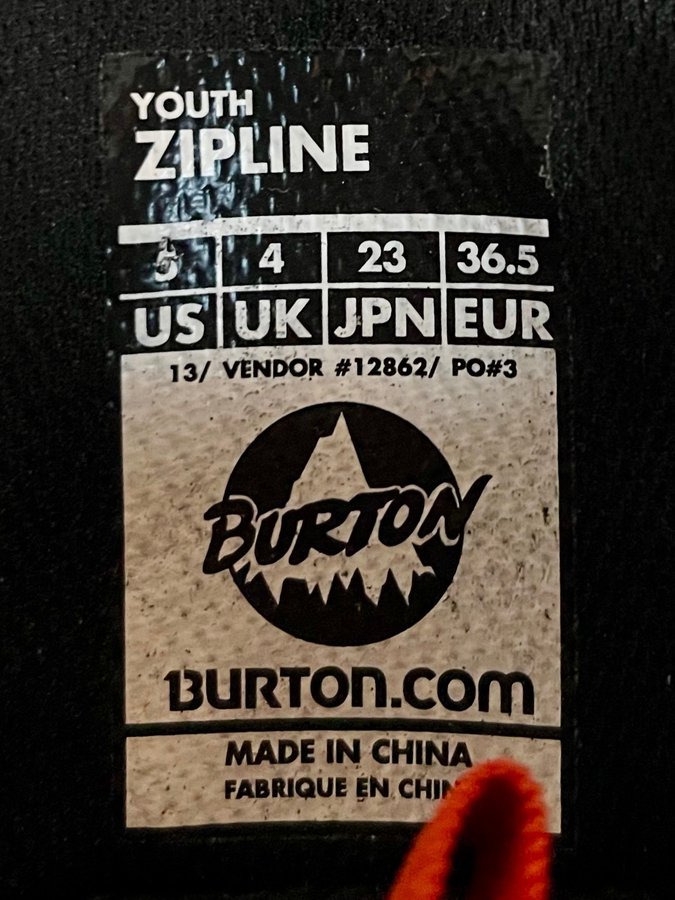 YOUTH
ZIPLINE
5 4 23 36.5
US UK JPN EUR
13/ VENDOR #12862/ PO#3
BURTON
BURTON.COM
MADE IN CHINA
FABRIQUE EN